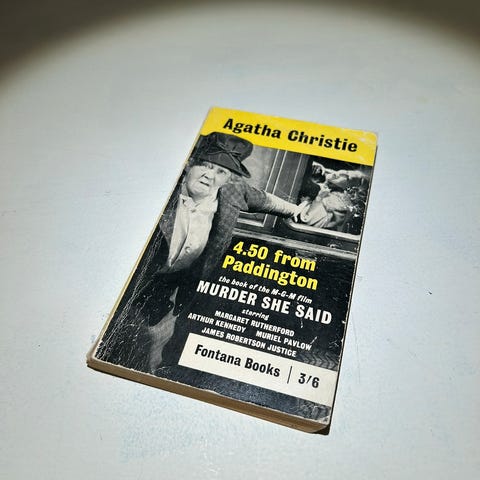 Agatha Christie
4.50 from
Paddington
the book of the M-G-M film
MURDER SHE SAID
starring
MARGARET RUTHERFORD
ARTHUR KENNEDY MURIEL PAVLOW
JAMES ROBERTSON JUSTICE
Fontana Books | 3/6